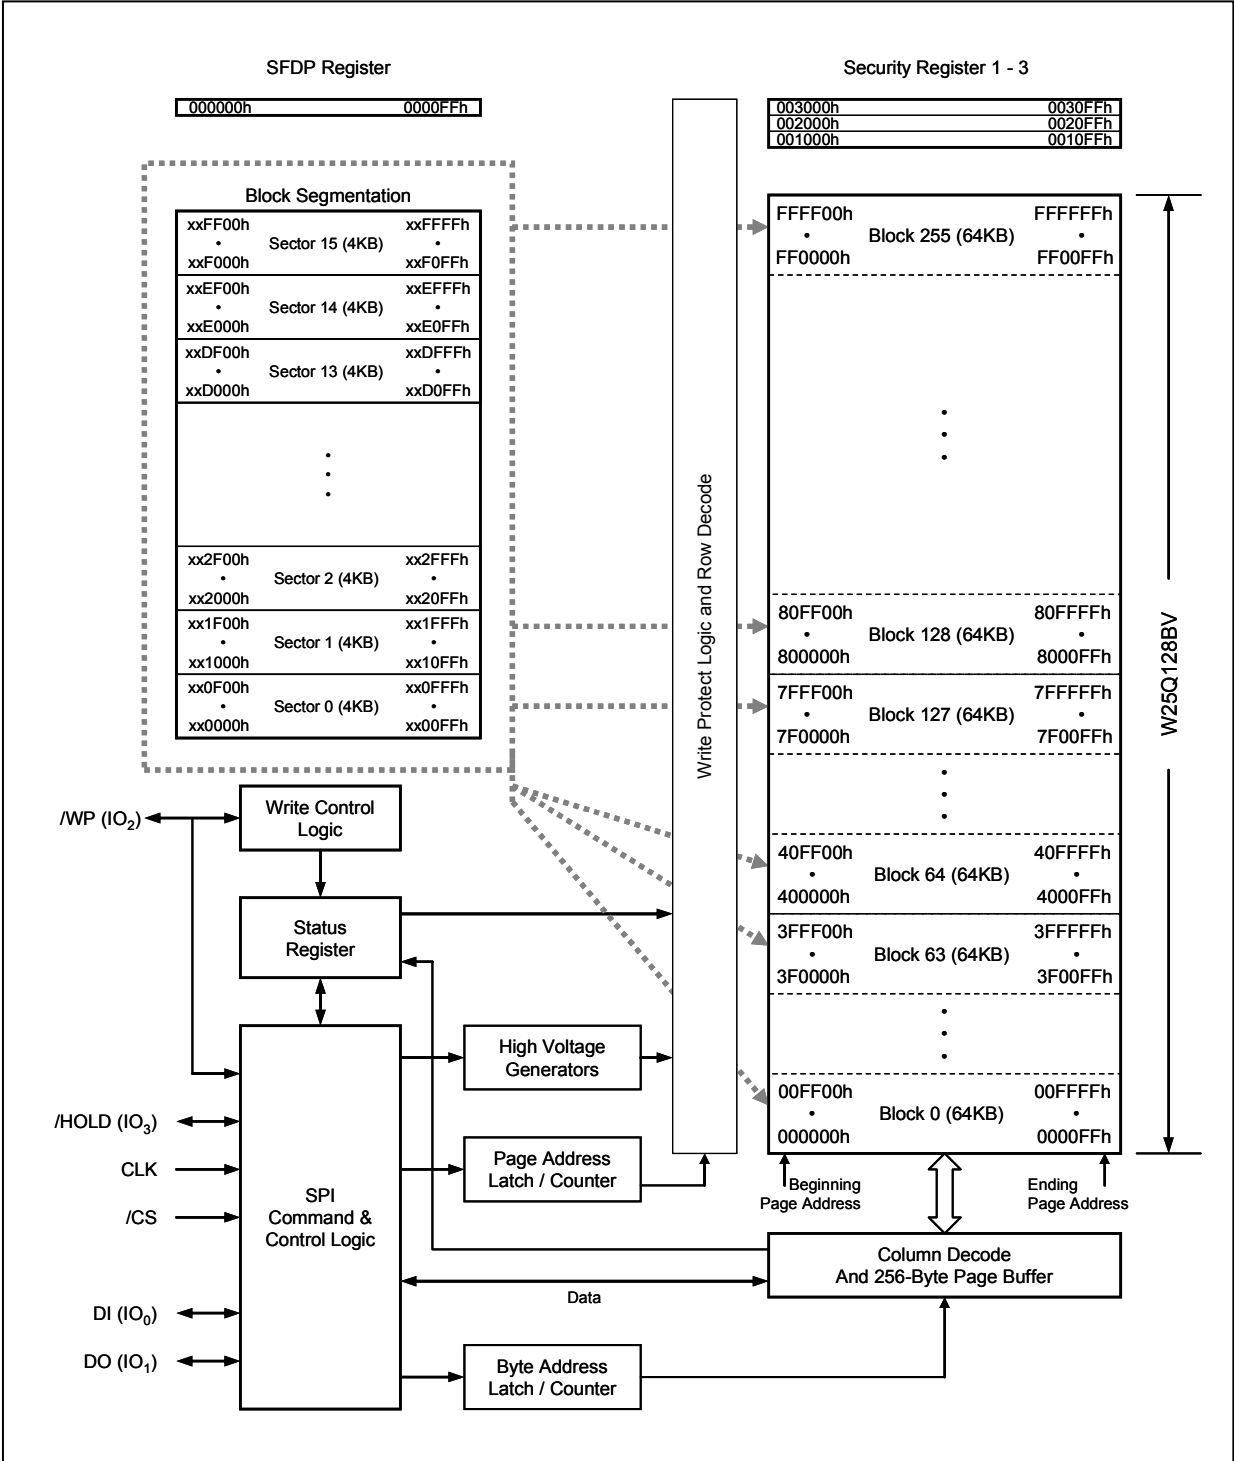 SFDP Register
000000h 0000FFh
Security Register 1 - 3
003000h 0030FFh
002000h 0020FFh
001000h 0010FFh
Block Segmentation
xxFF00h xxFFFFh
• Sector 15 (4KB) •
xxF000h xxF0FFh
xxEF00h xxEFFFh
• Sector 14 (4KB) •
xxE000h xxE0FFh
xxDF00h xxDFFFh
• Sector 13 (4KB) •
xxD000h xxD0FFh
xx2F00h xx2FFFh
• Sector 2 (4KB) •
xx2000h xx20FFh
xx1F00h xx1FFFh
• Sector 1 (4KB) •
xx1000h xx10FFh
xx0F00h xx0FFFh
• Sector 0 (4KB) •
xx0000h xx00FFh
Write Protect Logic and Row Decode
FFFF00h FFFFFFh
• Block 255 (64KB) •
FF0000h FF00FFh
80FF00h 80FFFFh
• Block 128 (64KB) •
800000h 8000FFh
7FFF00h 7FFFFFh
• Block 127 (64KB) •
7F0000h 7F00FFh
40FF00h 40FFFFh
• Block 64 (64KB) •
400000h 4000FFh
3FFF00h 3FFFFFh
• Block 63 (64KB) •
3F0000h 3F00FFh
00FF00h 00FFFFh
• Block 0 (64KB) •
000000h 0000FFh
W25Q128BV
Beginning
Page Address
Ending
Page Address
/WP (IO2)
Write Control
Logic
Status
Register
/HOLD (IO3)
CLK
/CS
DI (IO0)
DO (IO1)
SPI
Command &
Control Logic
High Voltage
Generators
Page Address
Latch / Counter
Column Decode
And 256-Byte Page Buffer
Data
Byte Address
Latch / Counter